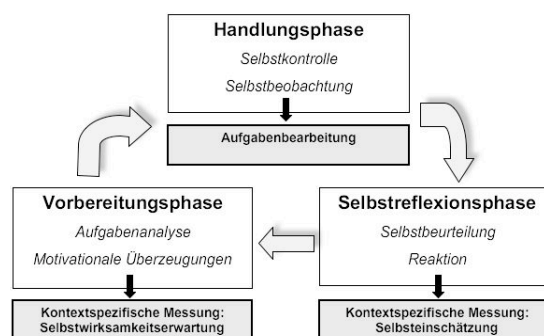 Handlungsphase
Selbstkontrolle
Selbstbeobachtung
Aufgabenbearbeitung
Vorbereitungsphase
Aufgabenanalyse
Motivationale Überzeugungen
Kontextspezifische Messung:
Selbstwirksamkeitserwartung
Selbstreflexionsphase
Selbstbeurteilung
Reaktion
Kontextspezifische Messung:
Selbsteinschätzung